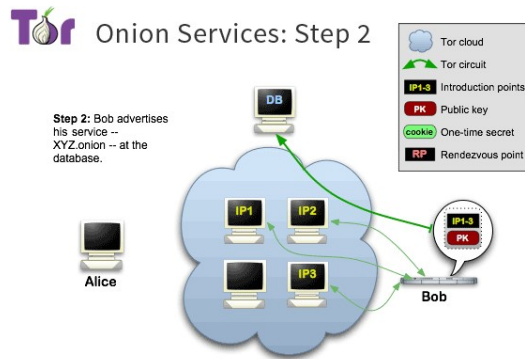 Tor Onion Services: Step 2
Step 2: Bob advertises
his service --
XYZ.onion -- at the
database.
DB
IP1
IP2
IP3
Alice
Bob
IP1-3
PK
Tor cloud
Tor circuit
IP1-3 Introduction points
PK Public key
cookie One-time secret
RP Rendezvous point